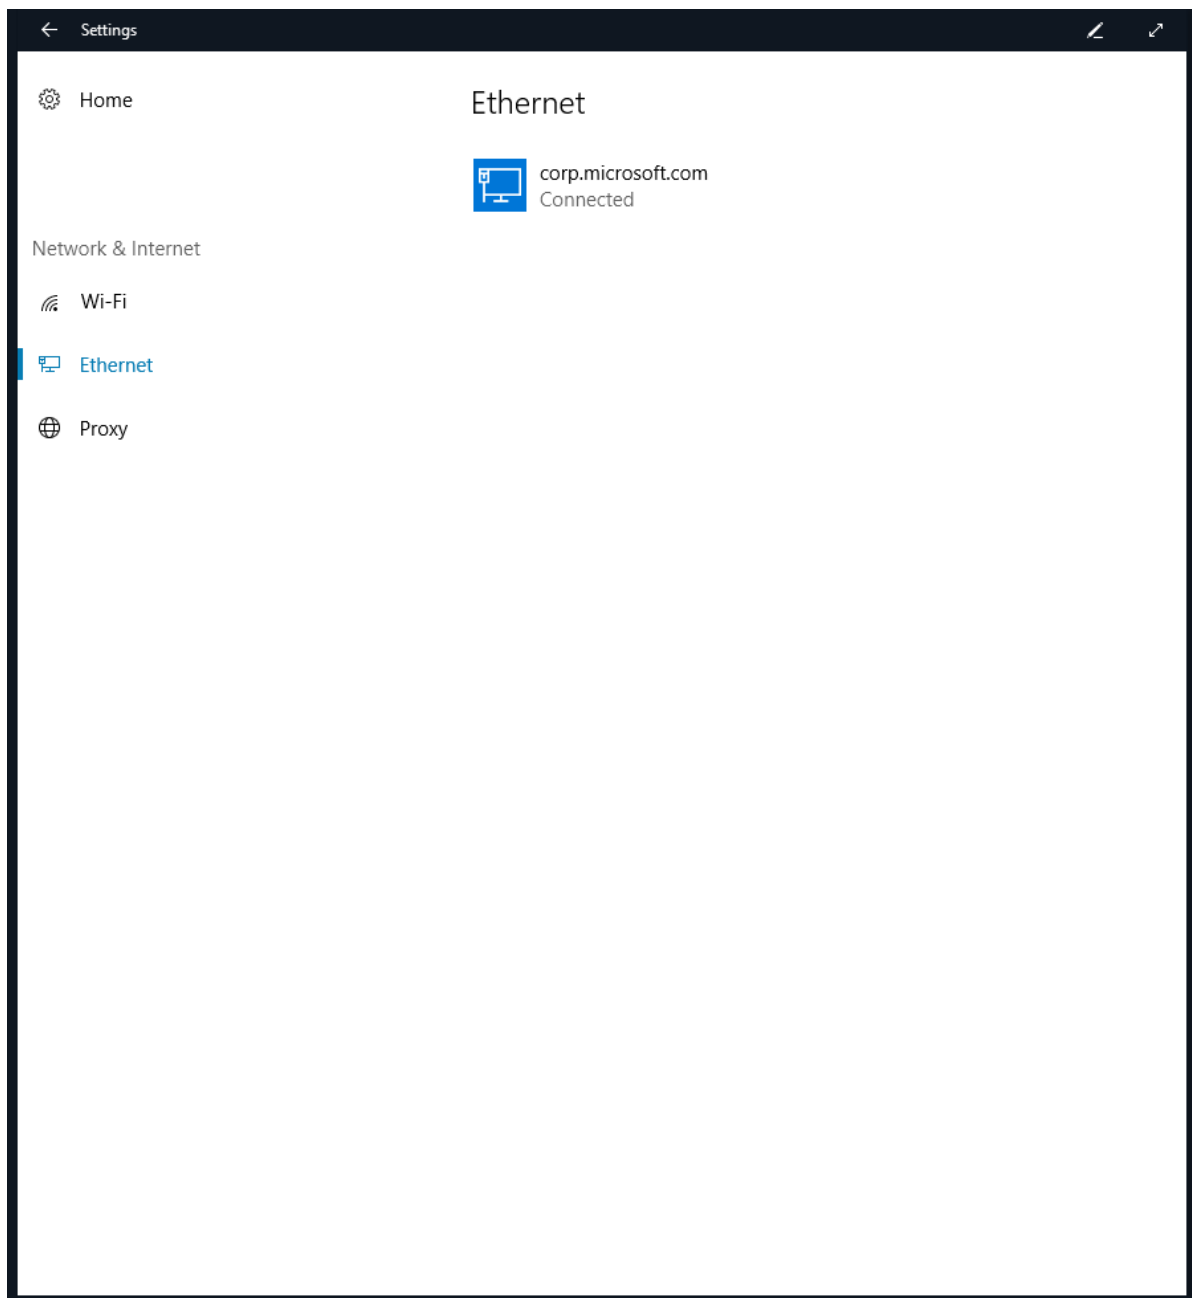 Settings
Home
Network & Internet
Wi-Fi
Ethernet
Proxy
Ethernet
corp.microsoft.com
Connected